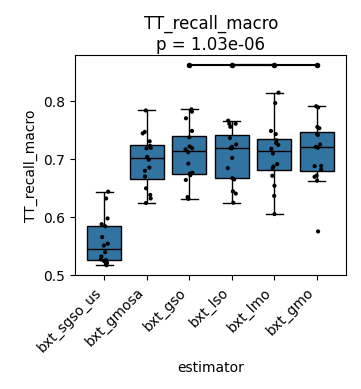 TT_recall_macro
p = 1.03e-06
TT_recall_macro
0.8
0.7
0.6
0.5
bxt_sgso_us
bxt_gmosa
bxt_gso
bxt_lso
bxt_lmo
bxt_gmo
estimator